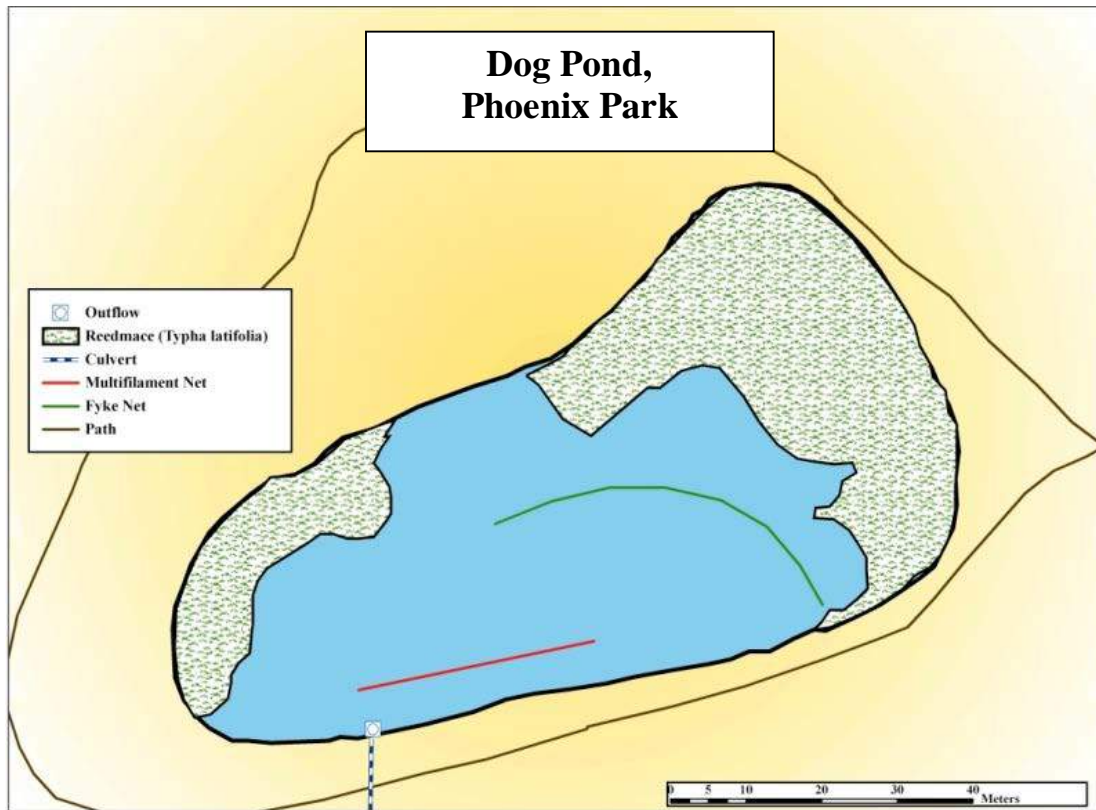 Dog Pond,
Phoenix Park
Outflow
Reedmace (Typha latifolia)
Culvert
Multifilament Net
Fyke Net
Path
0 5 10 20 30 40
Meters